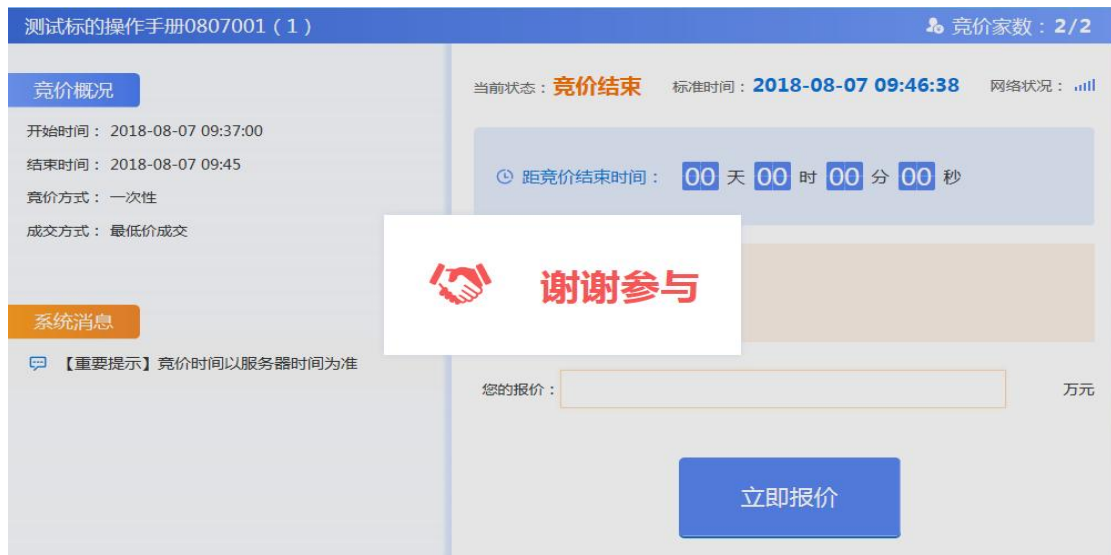 测试标的操作手册0807001（1） 竞价家数：2/2
竞价概况
开始时间： 2018-08-07 09:37:00
结束时间： 2018-08-07 09:45
竞价方式： 一次性
成交方式： 最低价成交
系统消息
【重要提示】竞价时间以服务器时间为准
当前状态：竞价结束 标准时间：2018-08-07 09:46:38 网络状况：
距竞价结束时间： 00 天 00 时 00 分 00 秒
谢谢参与
您的报价： 万元
立即报价